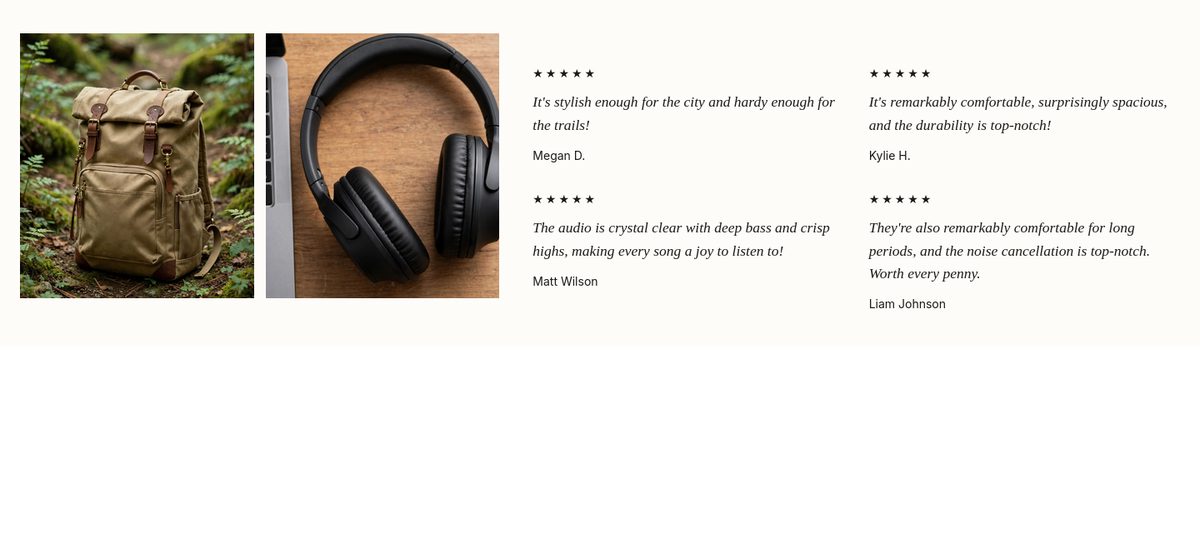 ★★★★★
It's stylish enough for the city and hardy enough for
the trails!
Megan D.
★★★★★
It's remarkably comfortable, surprisingly spacious,
and the durability is top-notch!
Kylie H.
★★★★★
The audio is crystal clear with deep bass and crisp
highs, making every song a joy to listen to!
Matt Wilson
★★★★★
They're also remarkably comfortable for long
periods, and the noise cancellation is top-notch.
Worth every penny.
Liam Johnson